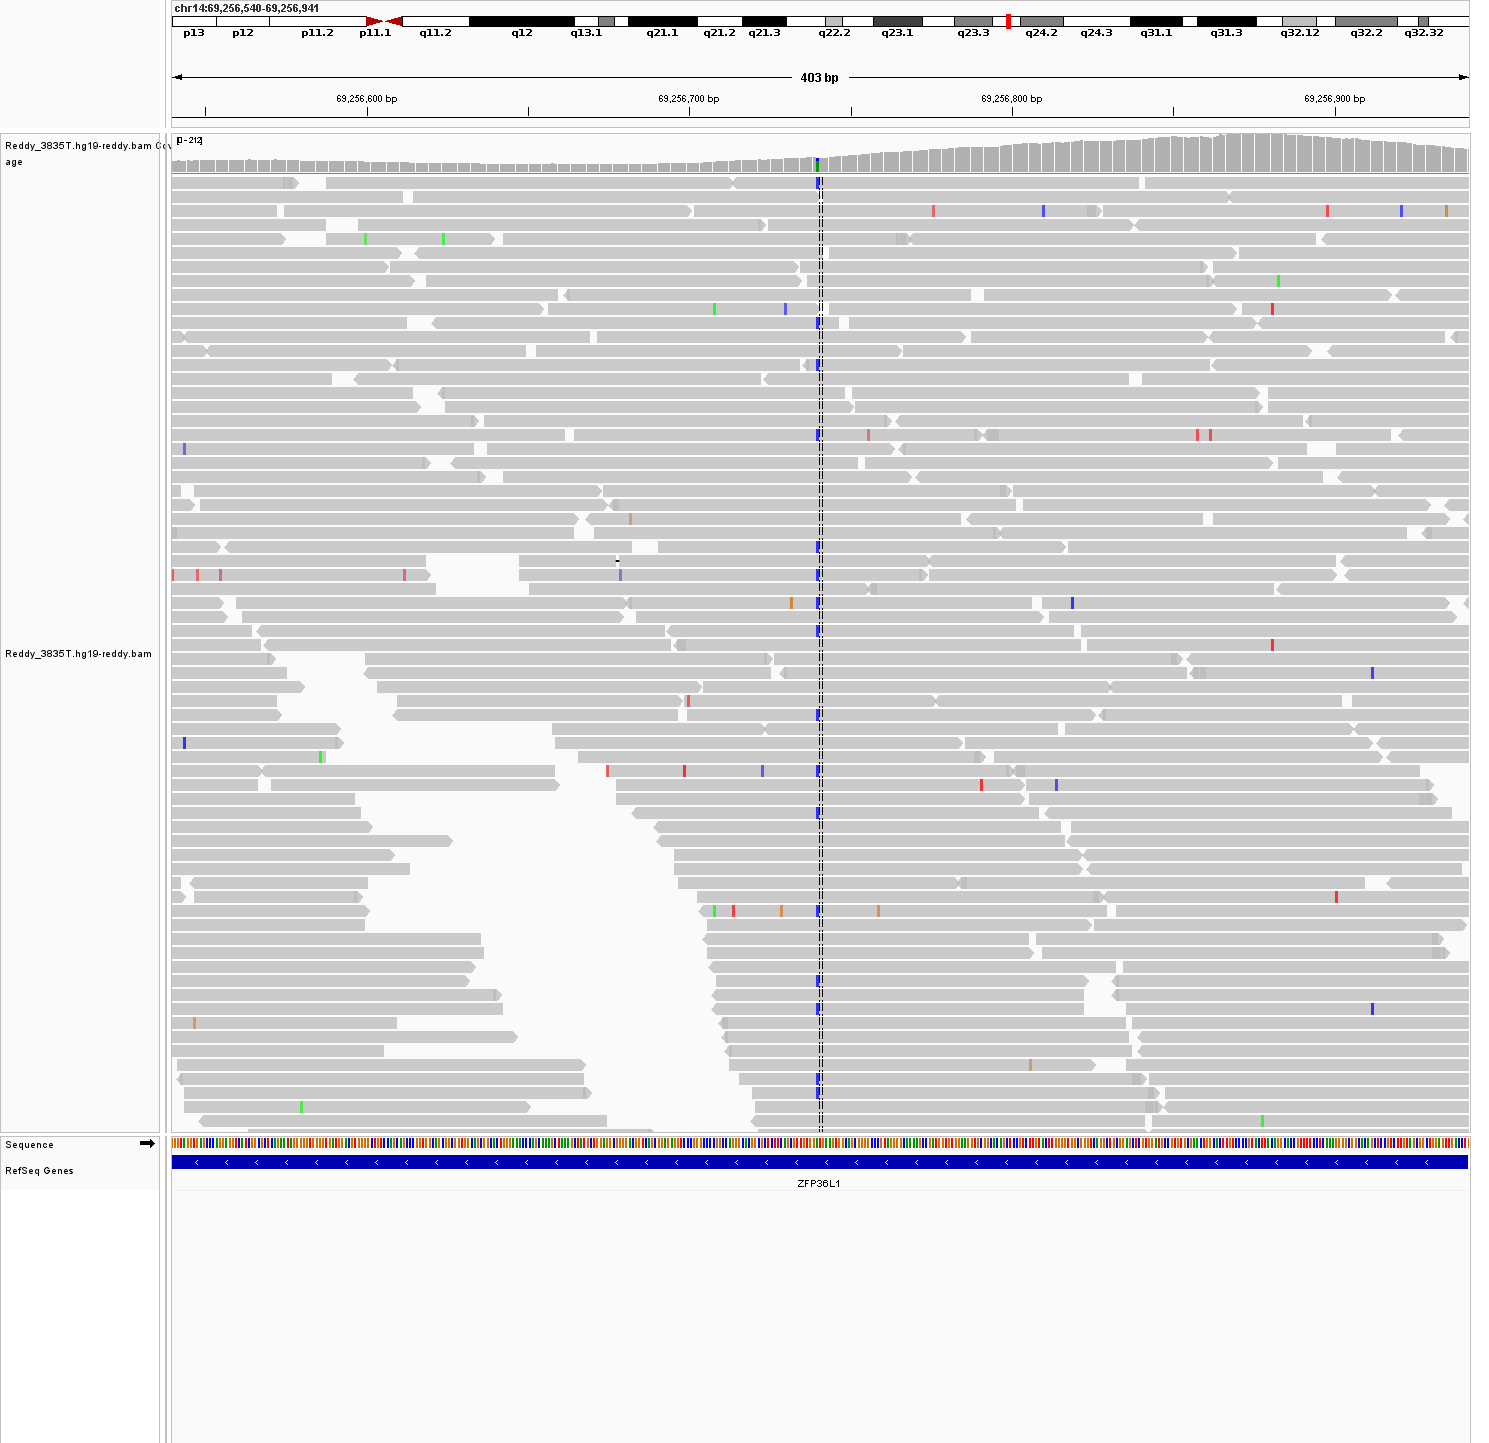 chr14:69,256,540-69,256,941
p13 p12 p11.2 p11.1 q11.2 q12 q13.1 q21.1 q21.2 q21.3 q22.2 q23.1 q23.3 q24.2 q24.3 q31.1 q31.3 q32.12 q32.2 q32.32
403 bp
69,256,600 bp 69,256,700 bp 69,256,800 bp 69,256,900 bp
Reddy_3835T.hg19-reddy.bam Cov
age
[0-212]
Reddy_3835T.hg19-reddy.bam
Sequence
RefSeq Genes
ZFP36L1